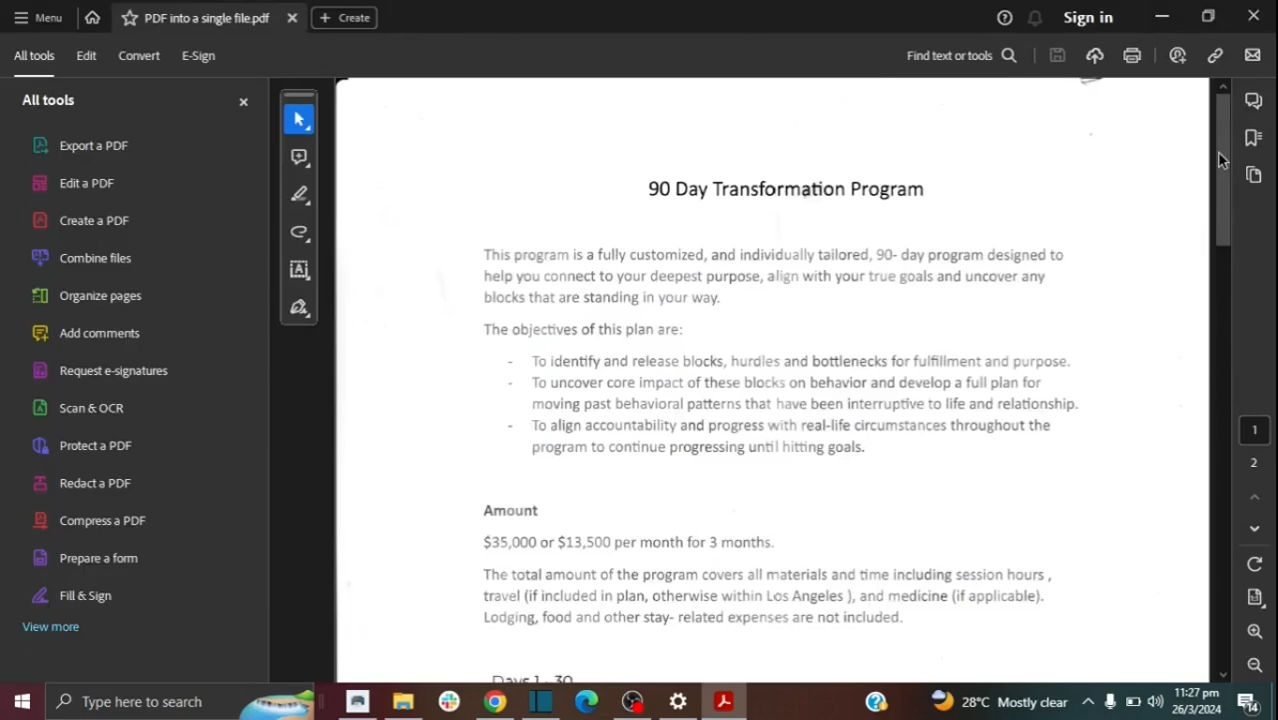 Menu
PDF into a single file.pdf
Create
Sign in
All tools
Edit
Convert
E-Sign
Find text or tools
All tools
Export a PDF
Edit a PDF
Create a PDF
Combine files
Organize pages
Add comments
Request e-signatures
Scan & OCR
Protect a PDF
Redact a PDF
Compress a PDF
Prepare a form
Fill & Sign
View more
90 Day Transformation Program
This program is a fully customized, and individually tailored, 90- day program designed to
help you connect to your deepest purpose, align with your true goals and uncover any
blocks that are standing in your way.
The objectives of this plan are:
- To identify and release blocks, hurdles and bottlenecks for fulfillment and purpose.
- To uncover core impact of these blocks on behavior and develop a full plan for
moving past behavioral patterns that have been interruptive to life and relationship.
- To align accountability and progress with real-life circumstances throughout the
program to continue progressing until hitting goals.
Amount
$35,000 or $13,500 per month for 3 months.
The total amount of the program covers all materials and time including session hours ,
travel (if included in plan, otherwise within Los Angeles ), and medicine (if applicable).
Lodging, food and other stay- related expenses are not included.
Days 1 - 30
1
2
Type here to search
28°C Mostly clear
11:27 pm
26/3/2024
14